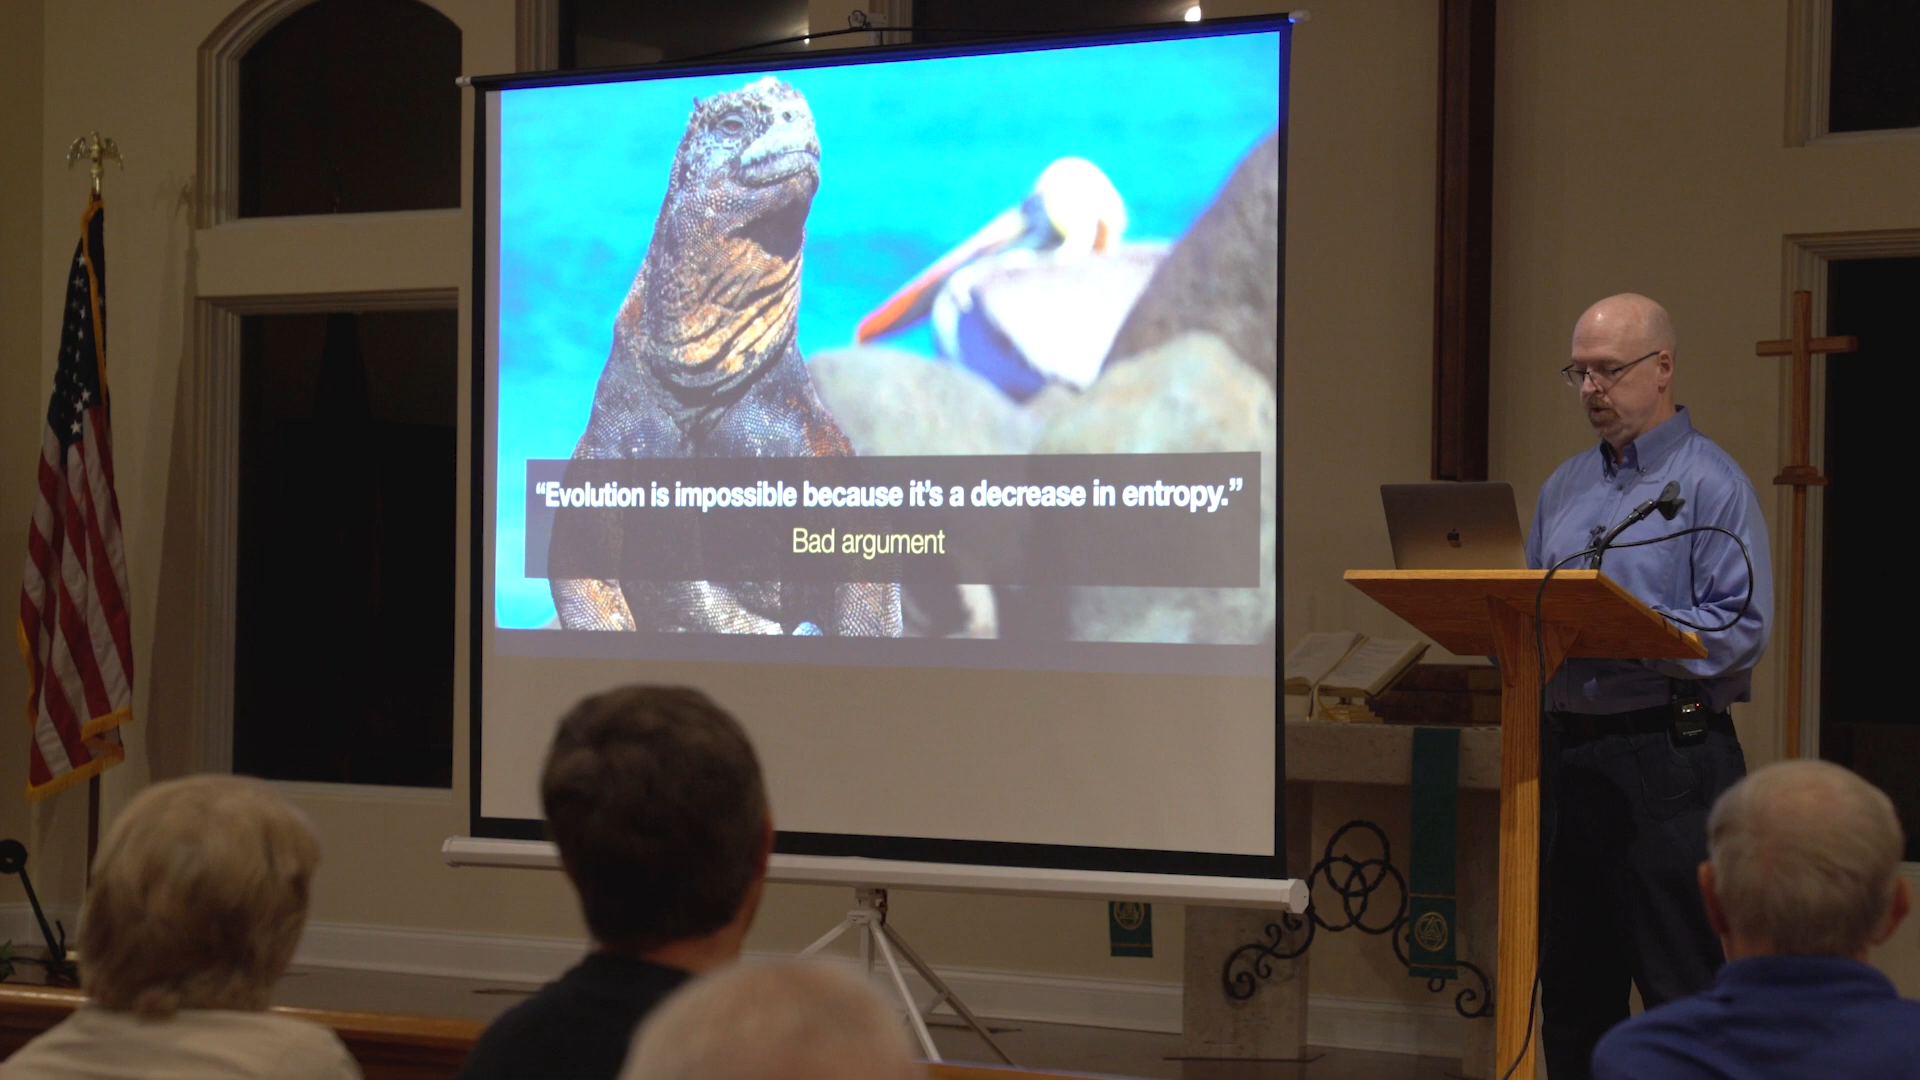 “Evolution is impossible because it’s a decrease in entropy.”
Bad argument